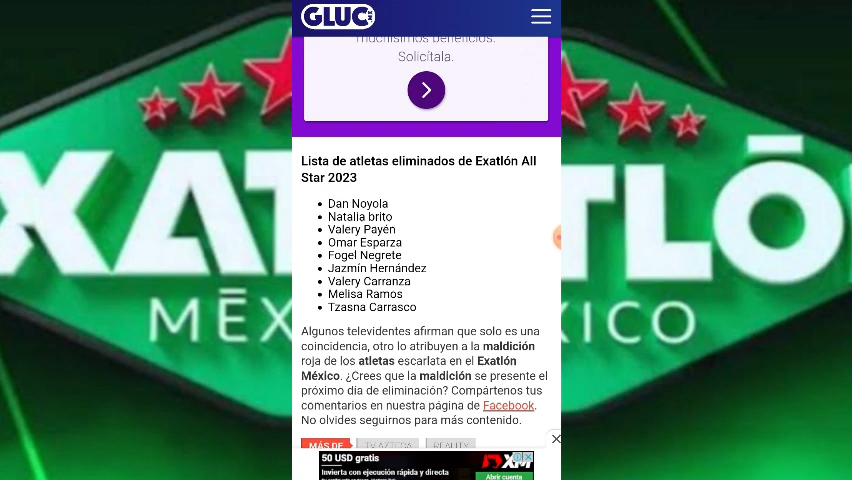 GLUC MX
muchísimos beneficios.
Solicítala.
Lista de atletas eliminados de Exatlón All
Star 2023
Dan Noyola
Natalia brito
Valery Payén
Omar Esparza
Fogel Negrete
Jazmín Hernández
Valery Carranza
Melisa Ramos
Tzasna Carrasco
Algunos televidentes afirman que solo es una
coincidencia, otro lo atribuyen a la maldición
roja de los atletas escarlata en el Exatlón
México. ¿Crees que la maldición se presente el
próximo día de eliminación? Compártenos tus
comentarios en nuestra página de Facebook.
No olvides seguirnos para más contenido.
MÁS DE TV AZTECA REALITY
50 USD gratis
Invierta con ejecución rápida y directa
XM
Abrir cuenta
XATLÓ
MĒXICO